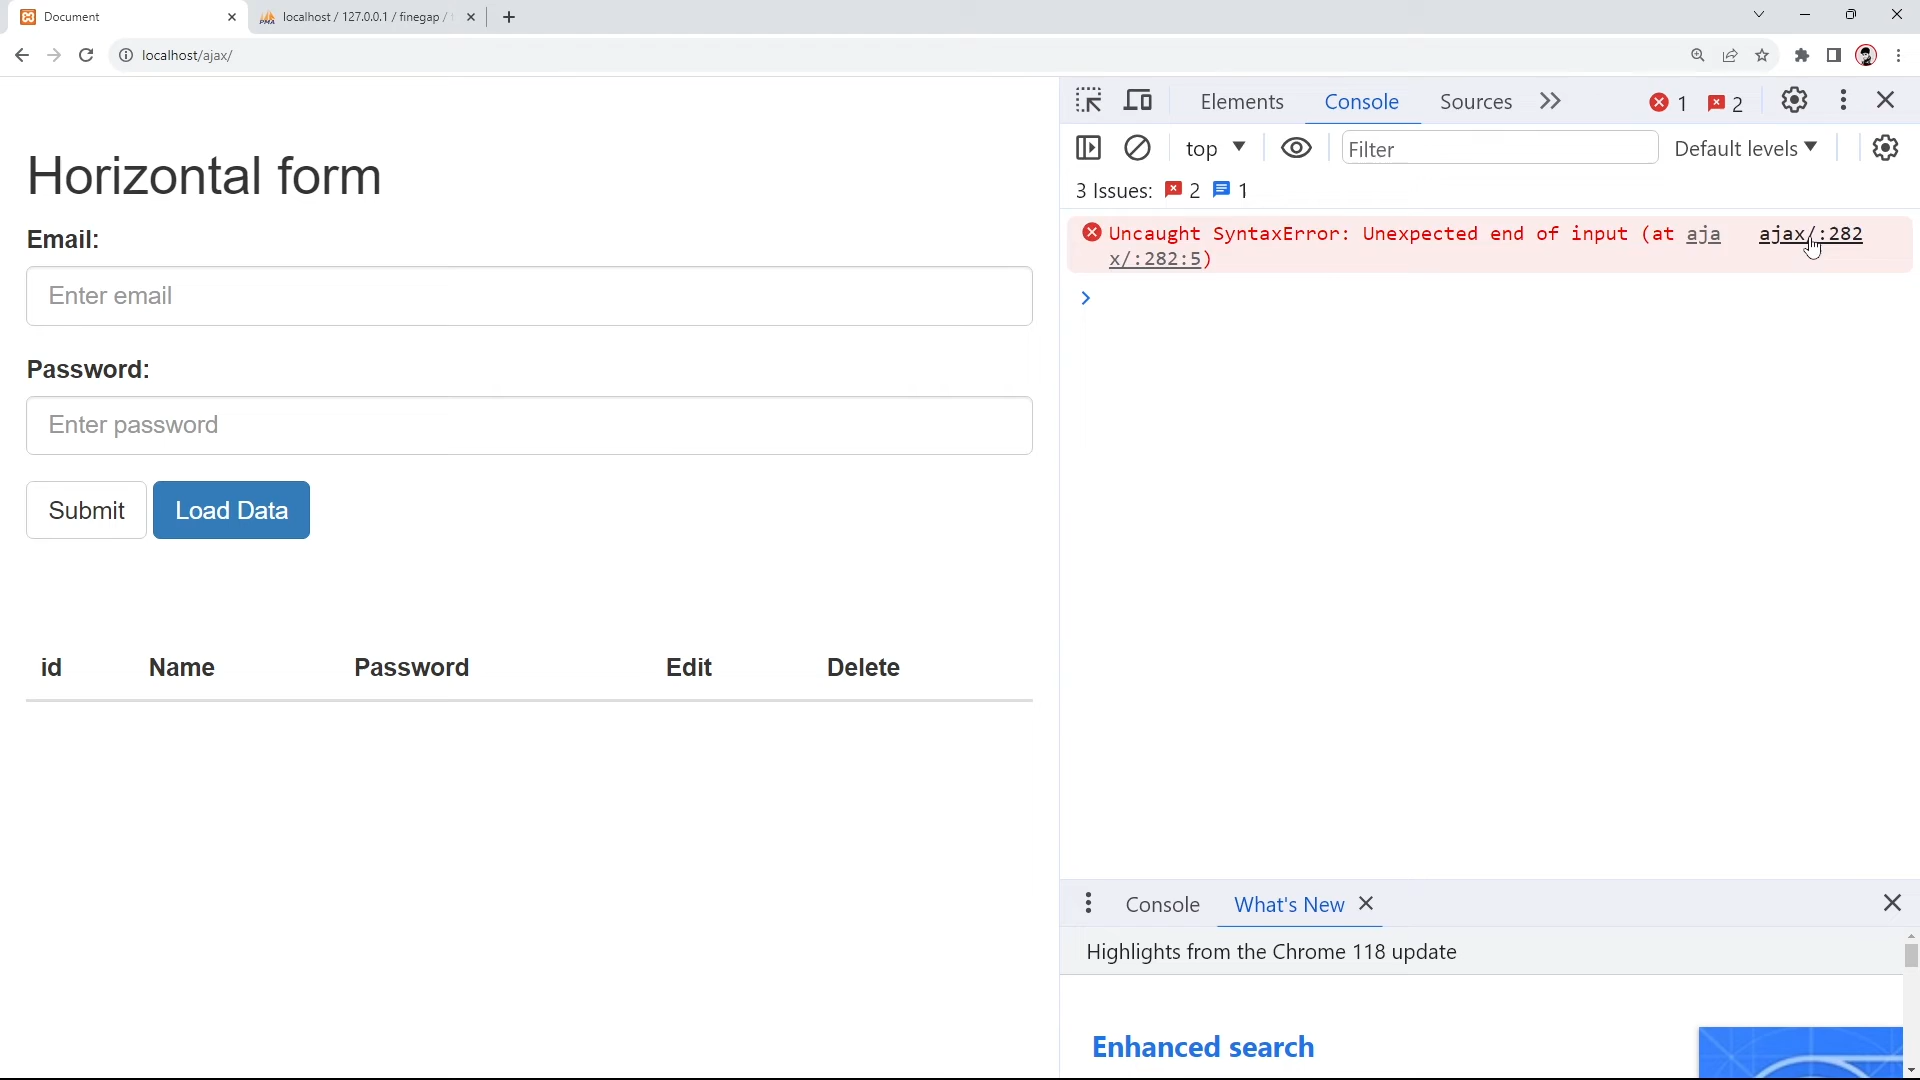 Document
localhost / 127.0.0.1 / finegap /
localhost/ajax/
Horizontal form
Email:
Enter email
Password:
Enter password
Submit
Load Data
id Name Password Edit Delete
Elements Console Sources 1 2
top Filter Default levels
3 Issues: 2 1
Uncaught SyntaxError: Unexpected end of input (at aja ajax/:282
x/:282:5)
Console What's New
Highlights from the Chrome 118 update
Enhanced search